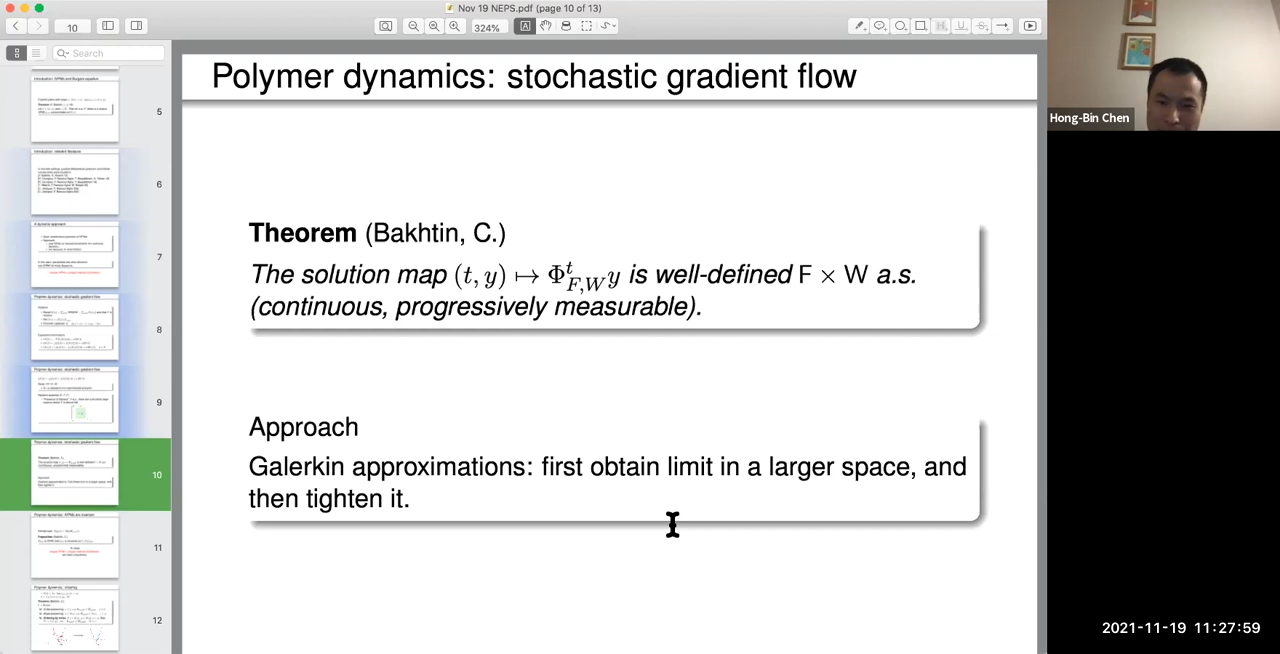 Nov 19 NEPS.pdf (page 10 of 13)
10
324%
Search
Polymer dynamics: stochastic gradient flow
Theorem (Bakhtin, C.)
The solution map (t, y) ↦ Φ^t_{F,W} y is well-defined F × W a.s.
(continuous, progressively measurable).
Approach
Galerkin approximations: first obtain limit in a larger space, and
then tighten it.
5
6
7
8
9
10
11
12
Hong-Bin Chen
2021-11-19 11:27:59